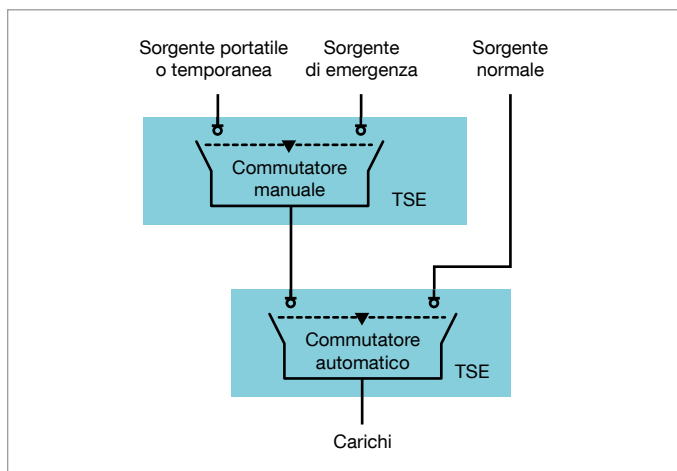 Sorgente portatile
o temporanea
Sorgente
di emergenza
Sorgente
normale
Commutatore
manuale
TSE
Commutatore
automatico
TSE
Carichi